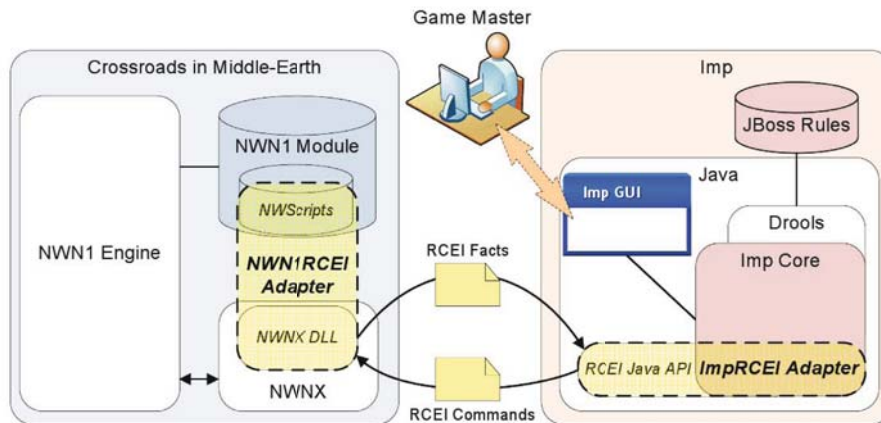 Game Master
Crossroads in Middle-Earth
NWN1 Engine
NWN1 Module
NWScripts
NWN1RCEI
Adapter
NWNX DLL
NWNX
RCEI Facts
RCEI Commands
Imp
JBoss Rules
Java
Imp GUI
Drools
Imp Core
RCEI Java API ImpRCEI Adapter